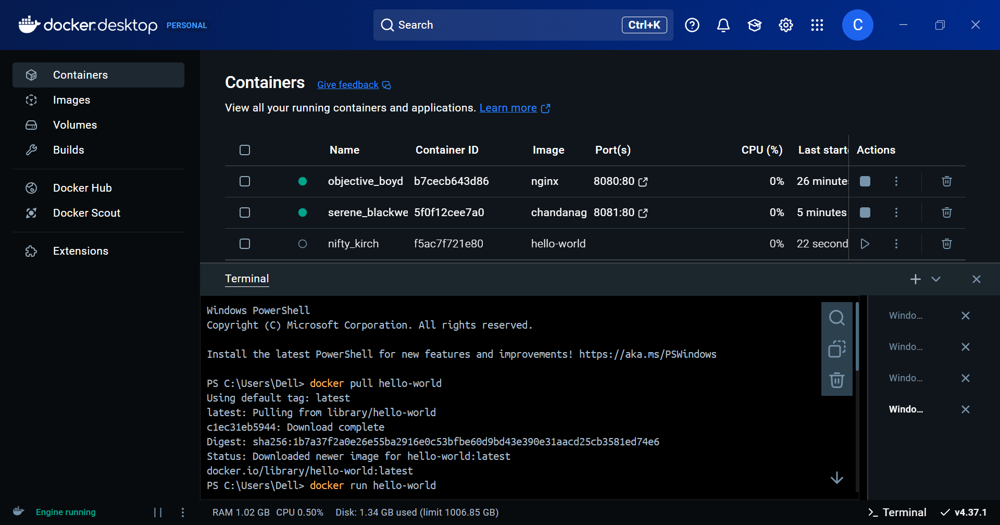 docker desktop PERSONAL
Search
Ctrl+K
C
Containers
Images
Volumes
Builds
Docker Hub
Docker Scout
Extensions
Containers Give feedback
View all your running containers and applications. Learn more
Name Container ID Image Port(s) CPU (%) Last starte Actions
objective_boyd b7cecb643d86 nginx 8080:80 0% 26 minutes
serene_blackwe 5f0f12cee7a0 chandanag 8081:80 0% 5 minutes
nifty_kirch f5ac7f721e80 hello-world 0% 22 second
Terminal
Windows PowerShell
Copyright (C) Microsoft Corporation. All rights reserved.
Install the latest PowerShell for new features and improvements! https://aka.ms/PSWindows
PS C:\Users\Dell> docker pull hello-world
Using default tag: latest
latest: Pulling from library/hello-world
c1ec31eb5944: Download complete
Digest: sha256:1b7a37f2a0e26e55ba2916e0c53bfbe60d9bd43e390e31aacd25cb3581ed74e6
Status: Downloaded newer image for hello-world:latest
docker.io/library/hello-world:latest
PS C:\Users\Dell> docker run hello-world
Windo...
Windo...
Windo...
Windo...
Engine running
RAM 1.02 GB CPU 0.50% Disk: 1.34 GB used (limit 1006.85 GB)
>_ Terminal
v4.37.1